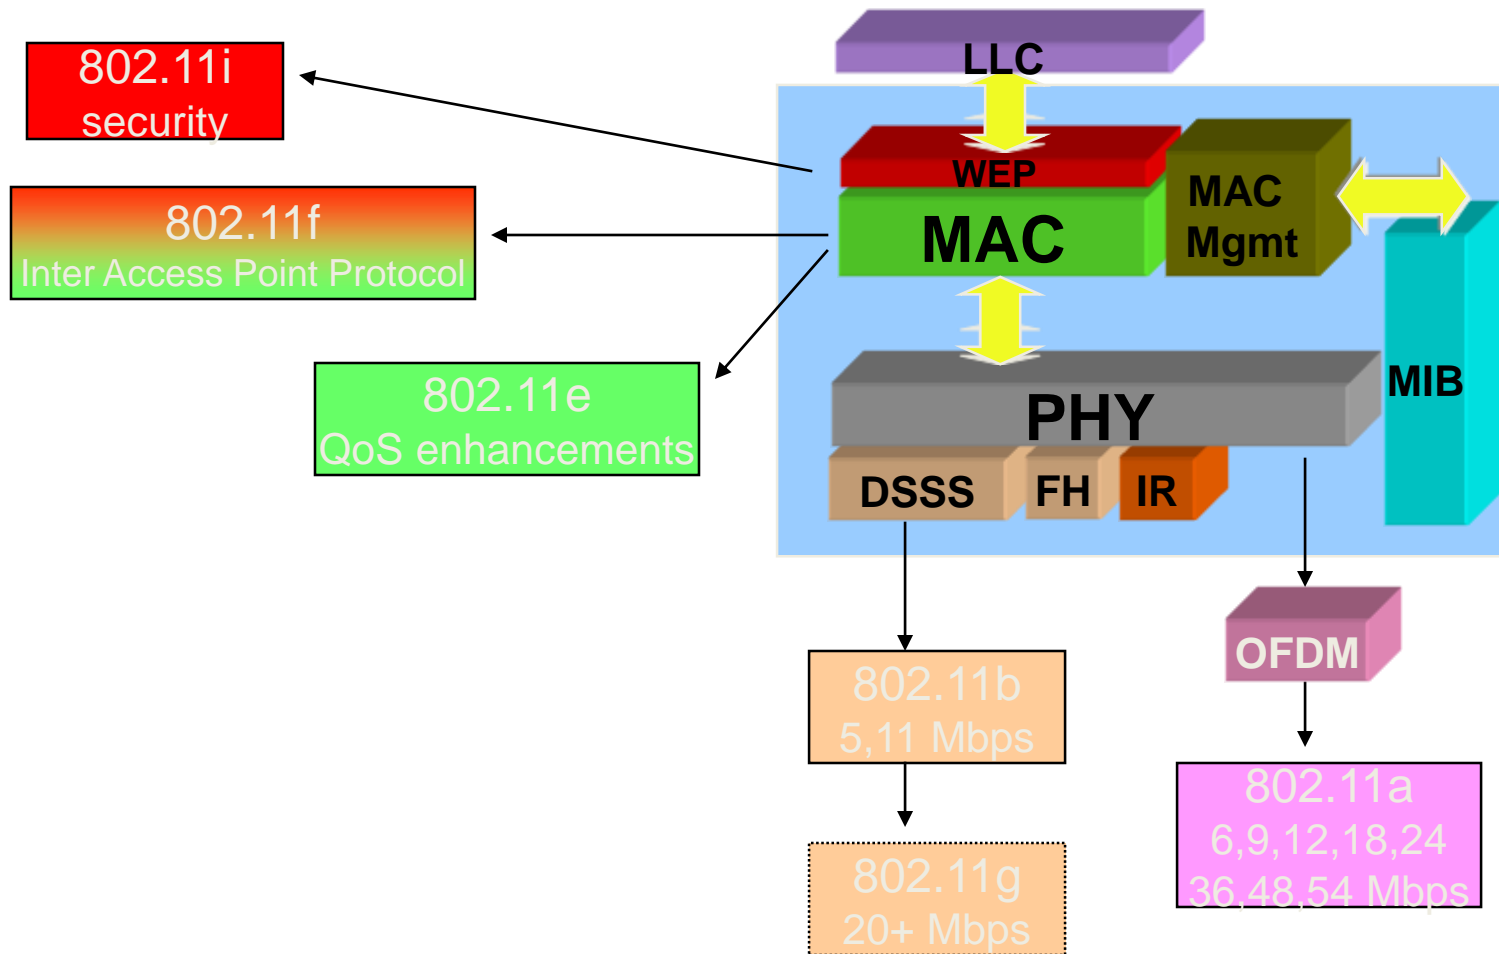 802.11i
security
LLC
WEP
MAC
MAC
Mgmt
802.11f
Inter Access Point Protocol
802.11e
QoS enhancements
PHY
MIB
DSSS
FH
IR
OFDM
802.11b
5,11 Mbps
802.11a
6,9,12,18,24
36,48,54 Mbps
802.11g
20+ Mbps